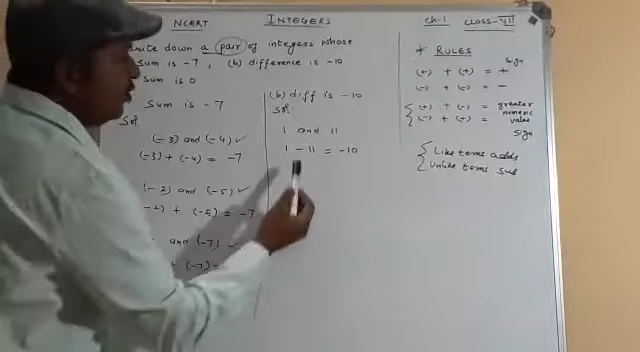 NCERT INTEGERS Ch.1 CLASS-VII
down a pair of integers whose
sum is -7, (b) difference is -10
sum is 0
sum is -7
(-3) and (-4) ✓
(-3) + (-4) = -7
(-2) and (-5) ✓
-2) + (-5) = -7
and (-7)
(b) diff is -10
Sol:
1 and 11
1 - 11 = -10
* RULES
sign
(+) + (+) = +
(-) + (-) = -
(+) + (-) = greater
(-) + (+) = numeric
value
sign
Like terms adds
Unlike terms sub